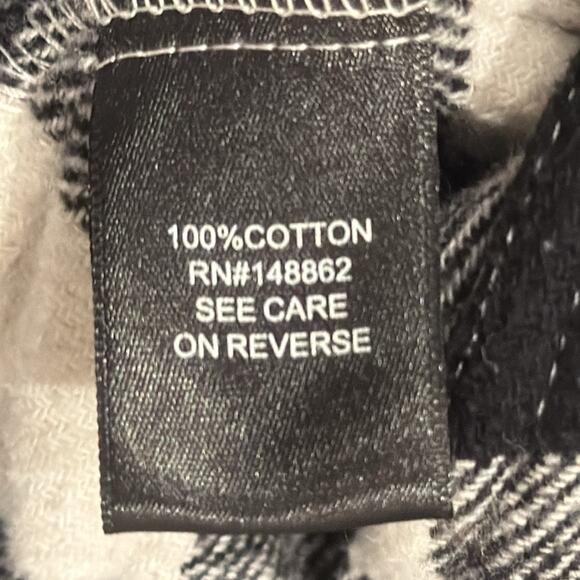 100%COTTON
RN#148862
SEE CARE
ON REVERSE